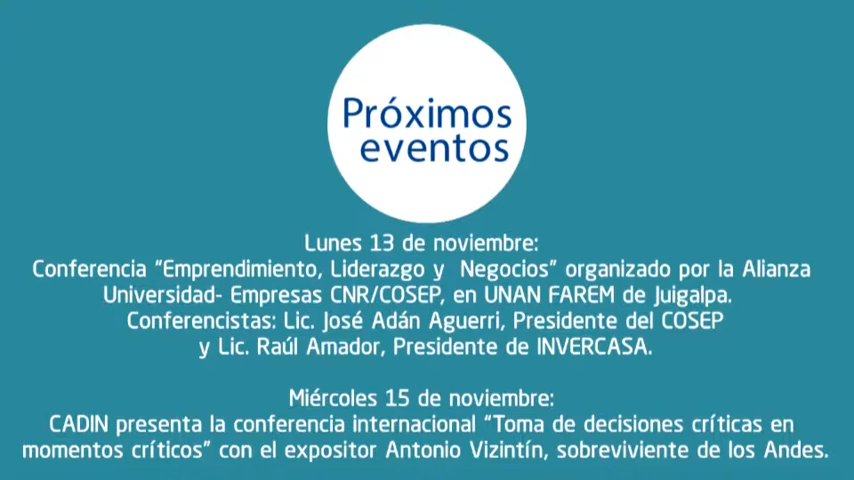 Próximos
eventos
Lunes 13 de noviembre:
Conferencia "Emprendimiento, Liderazgo y  Negocios" organizado por la Alianza
Universidad- Empresas CNR/COSEP, en UNAN FAREM de Juigalpa.
Conferencistas: Lic. José Adán Aguerri, Presidente del COSEP
y Lic. Raúl Amador, Presidente de INVERCASA.
Miércoles 15 de noviembre:
CADIN presenta la conferencia internacional "Toma de decisiones críticas en
momentos críticos" con el expositor Antonio Vizintín, sobreviviente de los Andes.